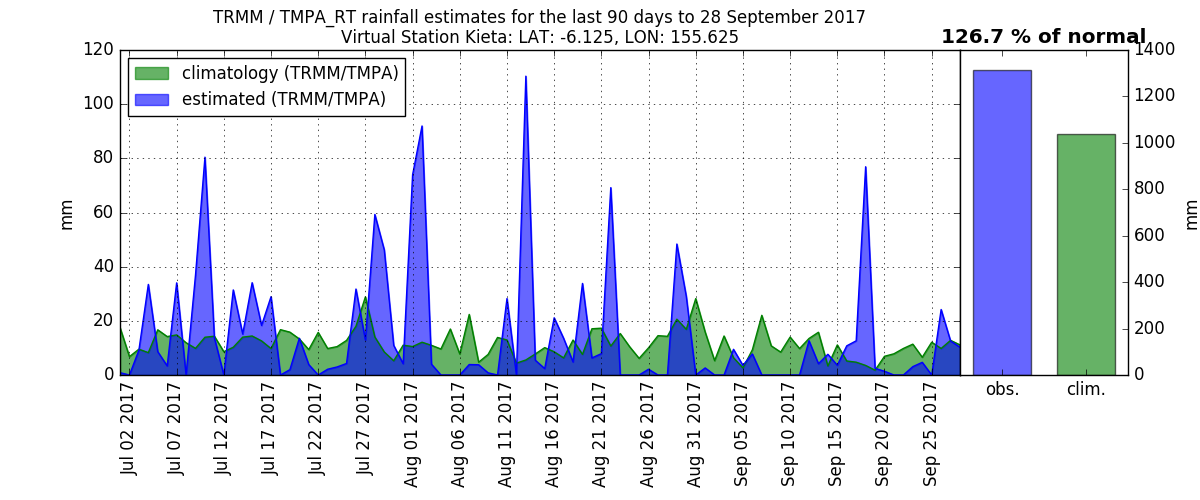 TRMM / TMPA_RT rainfall estimates for the last 90 days to 28 September 2017
Virtual Station Kieta: LAT: -6.125, LON: 155.625
126.7 % of normal
climatology (TRMM/TMPA)
estimated (TRMM/TMPA)
120
100
80
60
40
20
0
mm
Jul 02 2017
Jul 07 2017
Jul 12 2017
Jul 17 2017
Jul 22 2017
Jul 27 2017
Aug 01 2017
Aug 06 2017
Aug 11 2017
Aug 16 2017
Aug 21 2017
Aug 26 2017
Aug 31 2017
Sep 05 2017
Sep 10 2017
Sep 15 2017
Sep 20 2017
Sep 25 2017
obs.
clim.
1400
1200
1000
800
600
400
200
0
mm